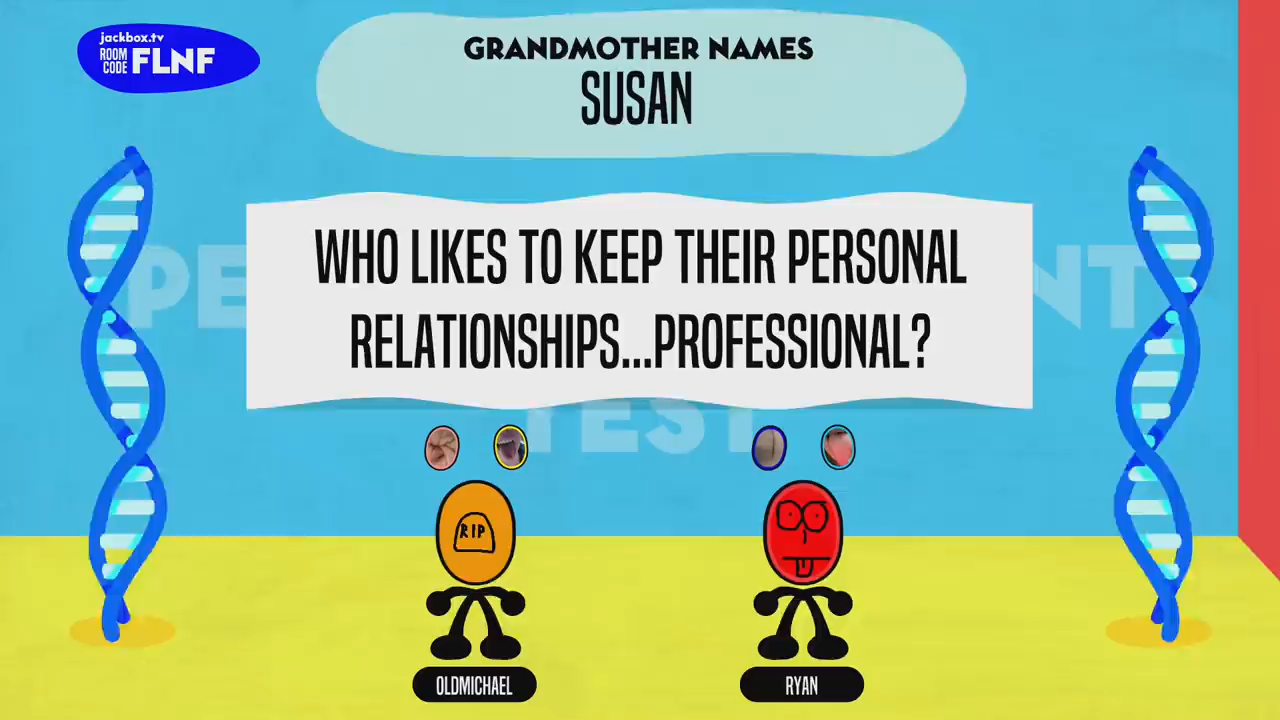 jackbox.tv
ROOM CODE FLNF
GRANDMOTHER NAMES
SUSAN
WHO LIKES TO KEEP THEIR PERSONAL
RELATIONSHIPS...PROFESSIONAL?
TEST
RIP
OLDMICHAEL
RYAN